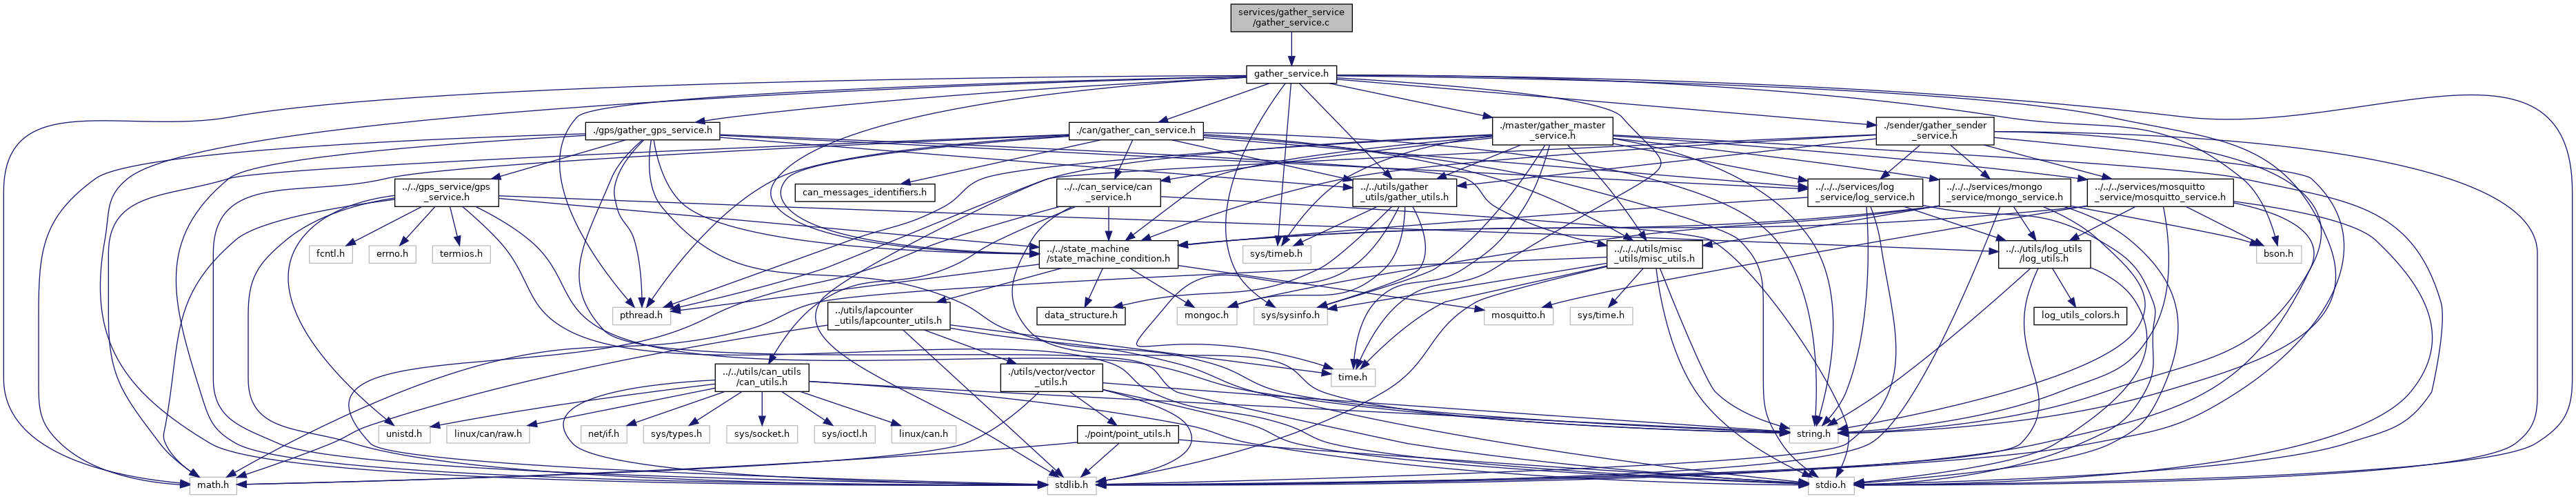 services/gather_service
/gather_service.c
gather_service.h
./gps/gather_gps_service.h
./can/gather_can_service.h
./master/gather_master
_service.h
./sender/gather_sender
_service.h
../../gps_service/gps
_service.h
can_messages_identifiers.h
../../can_service/can
_service.h
../../utils/gather
_utils/gather_utils.h
../../../services/log
_service/log_service.h
../../../services/mongo
_service/mongo_service.h
../../../services/mosquitto
_service/mosquitto_service.h
fcntl.h
errno.h
termios.h
../../state_machine
/state_machine_condition.h
sys/timeb.h
../../../utils/misc
_utils/misc_utils.h
../../utils/log_utils
/log_utils.h
bson.h
pthread.h
../utils/lapcounter
_utils/lapcounter_utils.h
data_structure.h
mongoc.h
sys/sysinfo.h
mosquitto.h
sys/time.h
log_utils_colors.h
../../utils/can_utils
/can_utils.h
./utils/vector/vector
_utils.h
time.h
unistd.h
linux/can/raw.h
net/if.h
sys/types.h
sys/socket.h
sys/ioctl.h
linux/can.h
./point/point_utils.h
string.h
math.h
stdlib.h
stdio.h